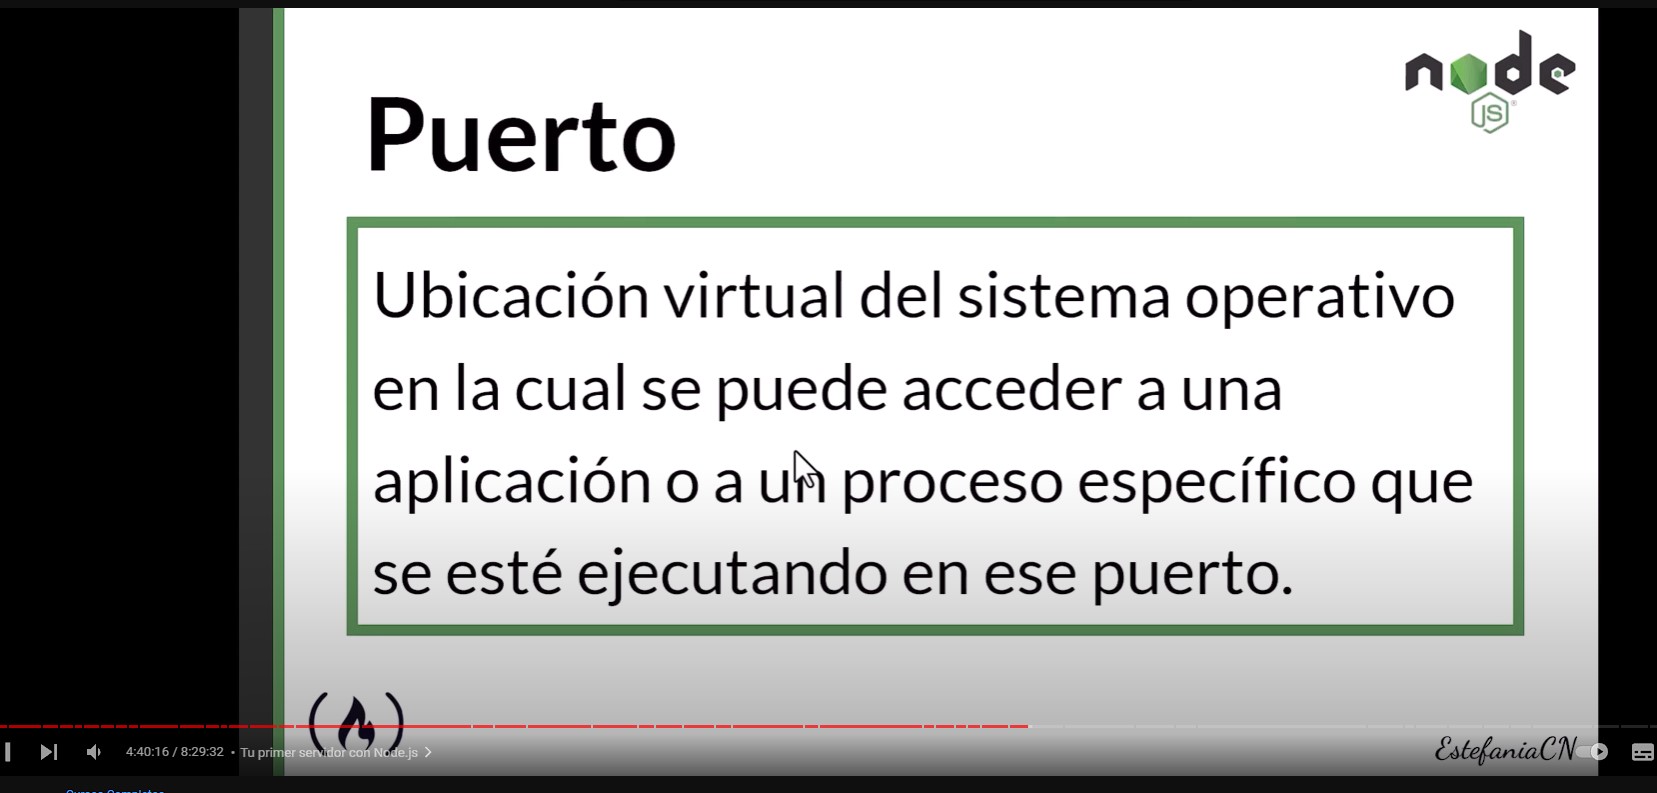 node
JS
Puerto
Ubicación virtual del sistema operativo
en la cual se puede acceder a una
aplicación o a un proceso específico que
se esté ejecutando en ese puerto.
4:40:16 / 8:29:32 • Tu primer servidor con Node.js
EstefaniaCN
Cursos Completos